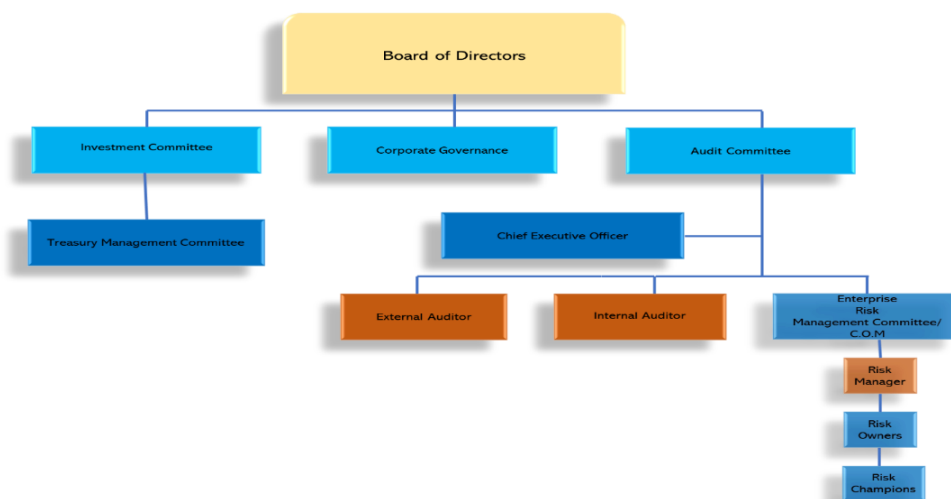 Board of Directors
Investment Committee
Corporate Governance
Audit Committee
Treasury Management Committee
Chief Executive Officer
External Auditor
Internal Auditor
Enterprise
Risk
Management Committee/
C.O.M
Risk
Manager
Risk
Owners
Risk
Champions